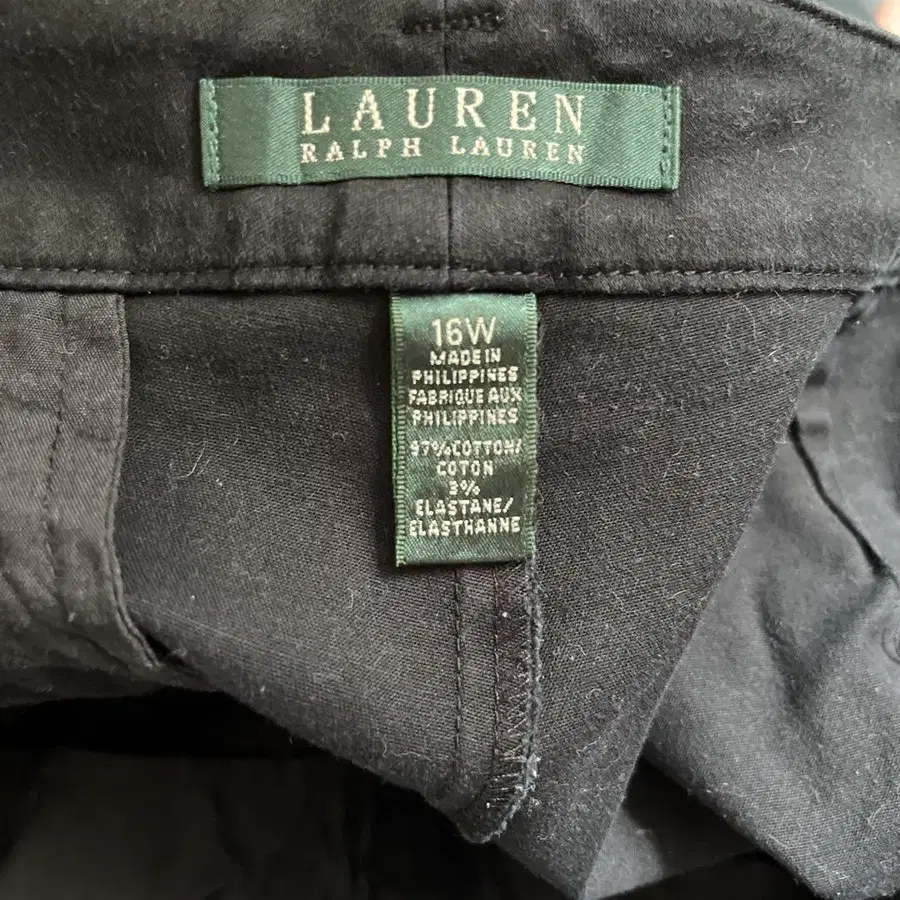 LAUREN
RALPH LAUREN
16W
MADE IN
PHILIPPINES
FABRIQUE AUX
PHILIPPINES
97% COTTON/
COTON
3%
ELASTANE/
ELASTHANNE